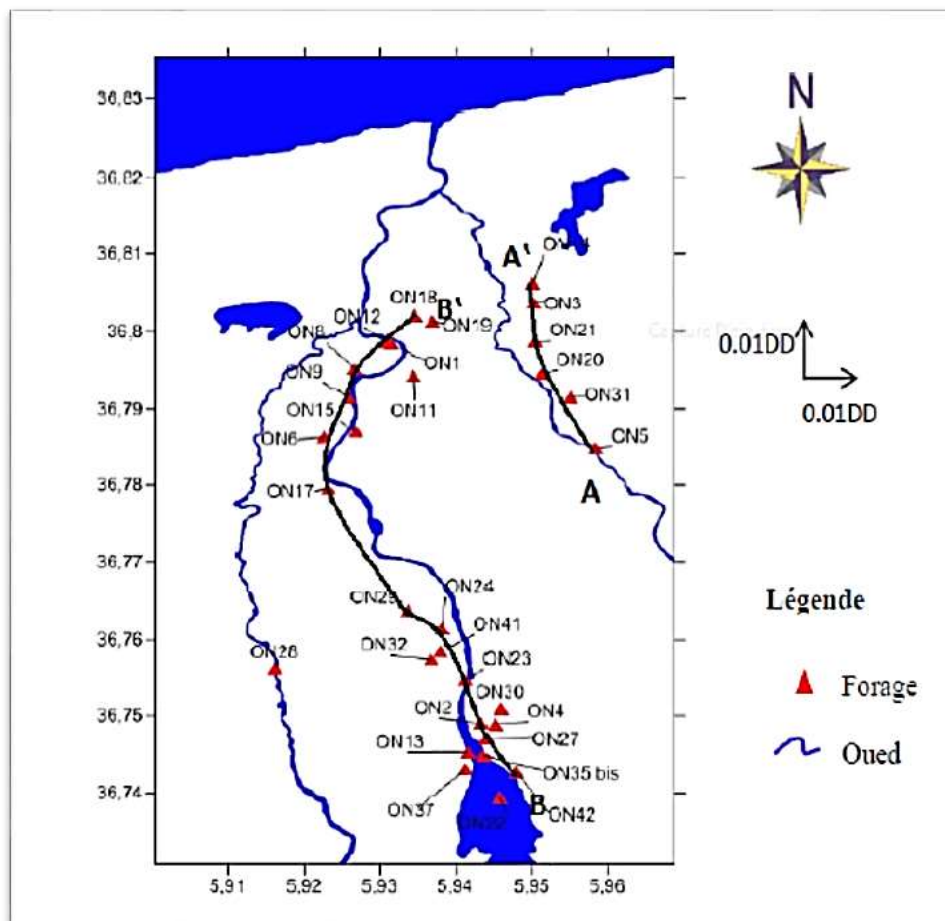 N
36,83
36,82
36,81
36,8
36,79
36,78
36,77
36,76
36,75
36,74
5,91 5,92 5,93 5,94 5,95 5,96
A'
ON3
ON21
ON20
ON31
ON5
A
ON18
B'
ON19
ON12
ON8
ON1
ON9
ON11
ON15
ON6
ON17
ON24
ON41
ON32
ON23
ON28
ON30
ON2
ON4
ON27
ON13
ON35 bis
ON37
B
ON42
ON22
0.01DD
0.01DD
Légende
Forage
Oued